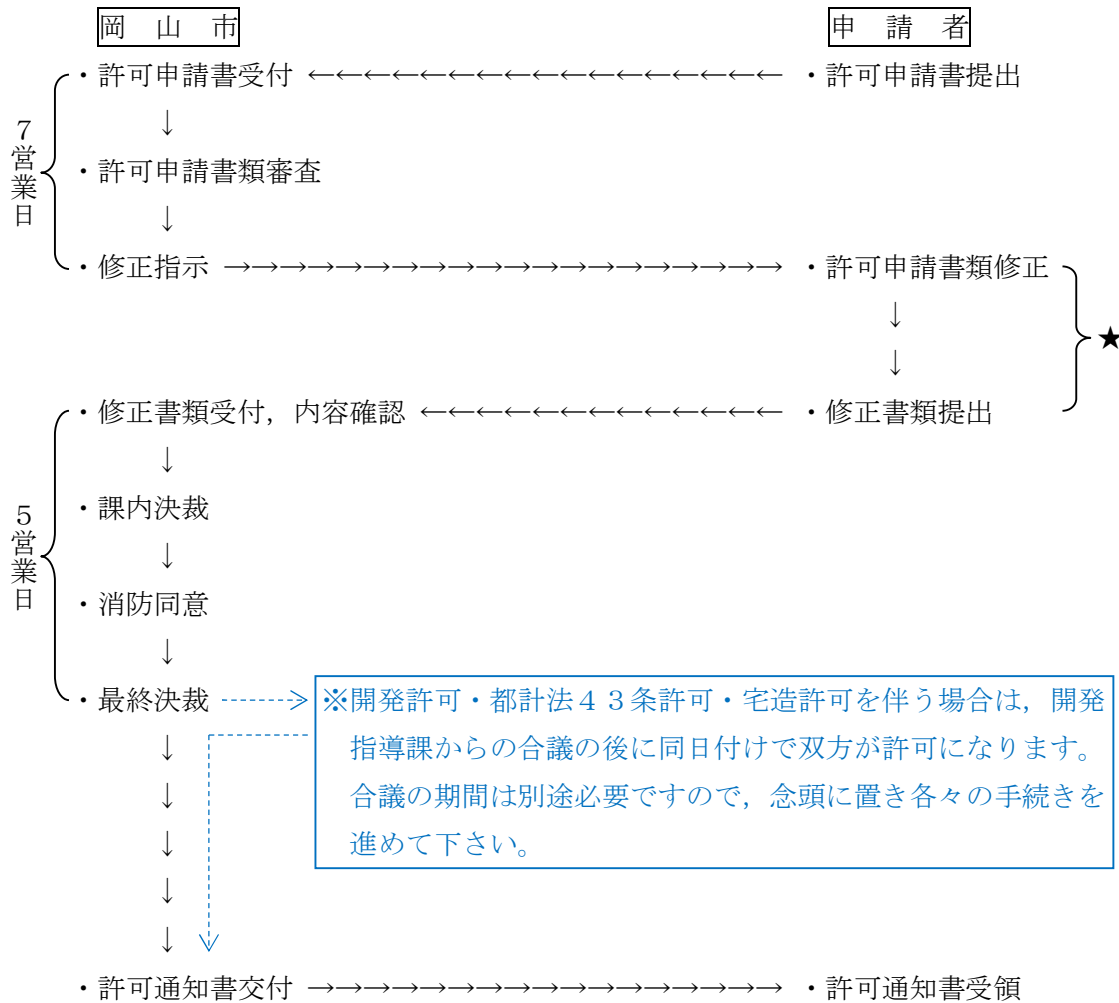 岡 山 市 申 請 者
・許可申請書受付 ←←←←←←←←←←←←←←←←← ・許可申請書提出
↓
7営業日
・許可申請書類審査
↓
・修正指示 →→→→→→→→→→→→→→→→→→→→ ・許可申請書類修正
↓
★
↓
・修正書類受付，内容確認 ←←←←←←←←←←←←← ・修正書類提出
↓
・課内決裁
5営業日
↓
・消防同意
↓
・最終決裁
※開発許可・都計法４３条許可・宅造許可を伴う場合は，開発
指導課からの合議の後に同日付けで双方が許可になります。
合議の期間は別途必要ですので，念頭に置き各々の手続きを
進めて下さい。
↓
↓
↓
↓
↓
・許可通知書交付 →→→→→→→→→→→→→→→→→ ・許可通知書受領